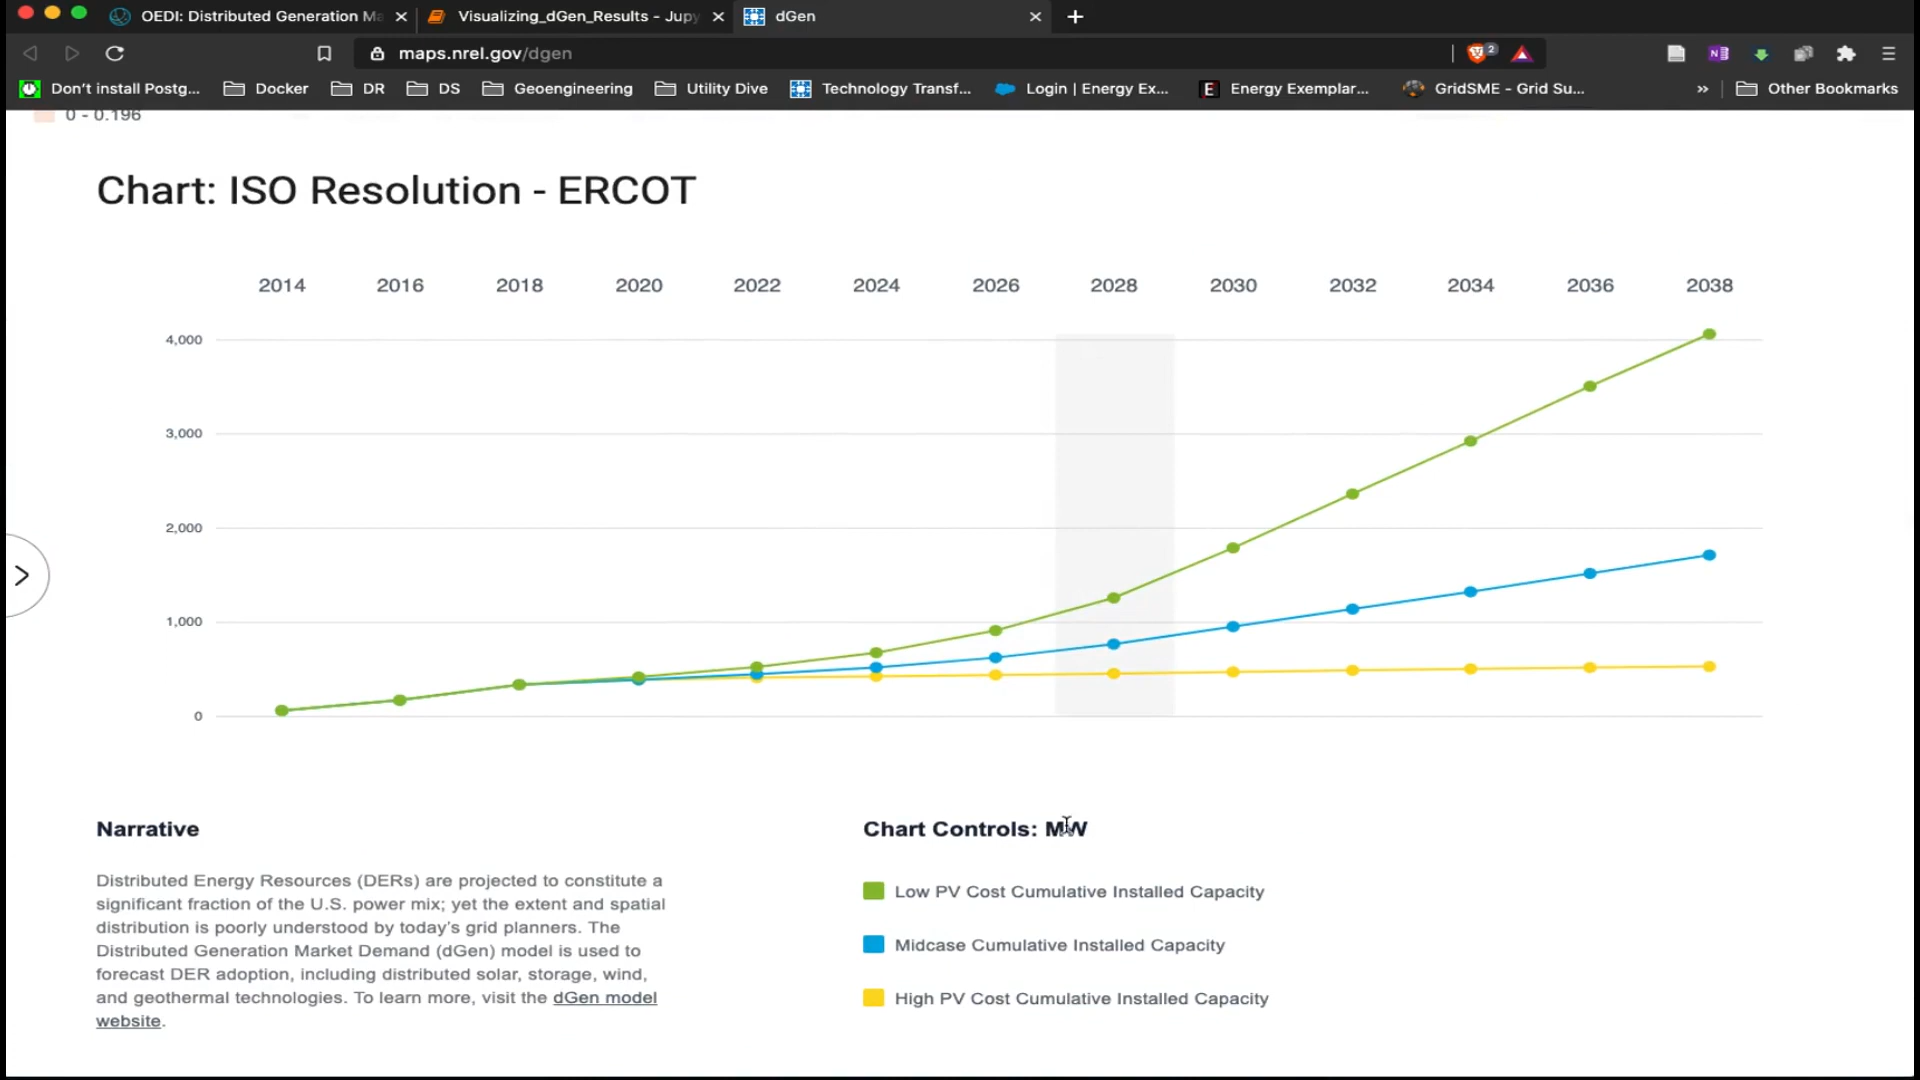 OEDI: Distributed Generation Ma
Visualizing_dGen_Results - Jupy
dGen
maps.nrel.gov/dgen
2
N
Don't install Postg...
Docker
DR
DS
Geoengineering
Utility Dive
Technology Transf...
Login | Energy Ex...
E
Energy Exemplar...
GridSME - Grid Su...
Other Bookmarks
0 - 0.196
Chart: ISO Resolution - ERCOT
2014 2016 2018 2020 2022 2024 2026 2028 2030 2032 2034 2036 2038
4,000
3,000
2,000
1,000
0
Narrative
Distributed Energy Resources (DERs) are projected to constitute a
significant fraction of the U.S. power mix; yet the extent and spatial
distribution is poorly understood by today's grid planners. The
Distributed Generation Market Demand (dGen) model is used to
forecast DER adoption, including distributed solar, storage, wind,
and geothermal technologies. To learn more, visit the dGen model
website.
Chart Controls: MW
Low PV Cost Cumulative Installed Capacity
Midcase Cumulative Installed Capacity
High PV Cost Cumulative Installed Capacity